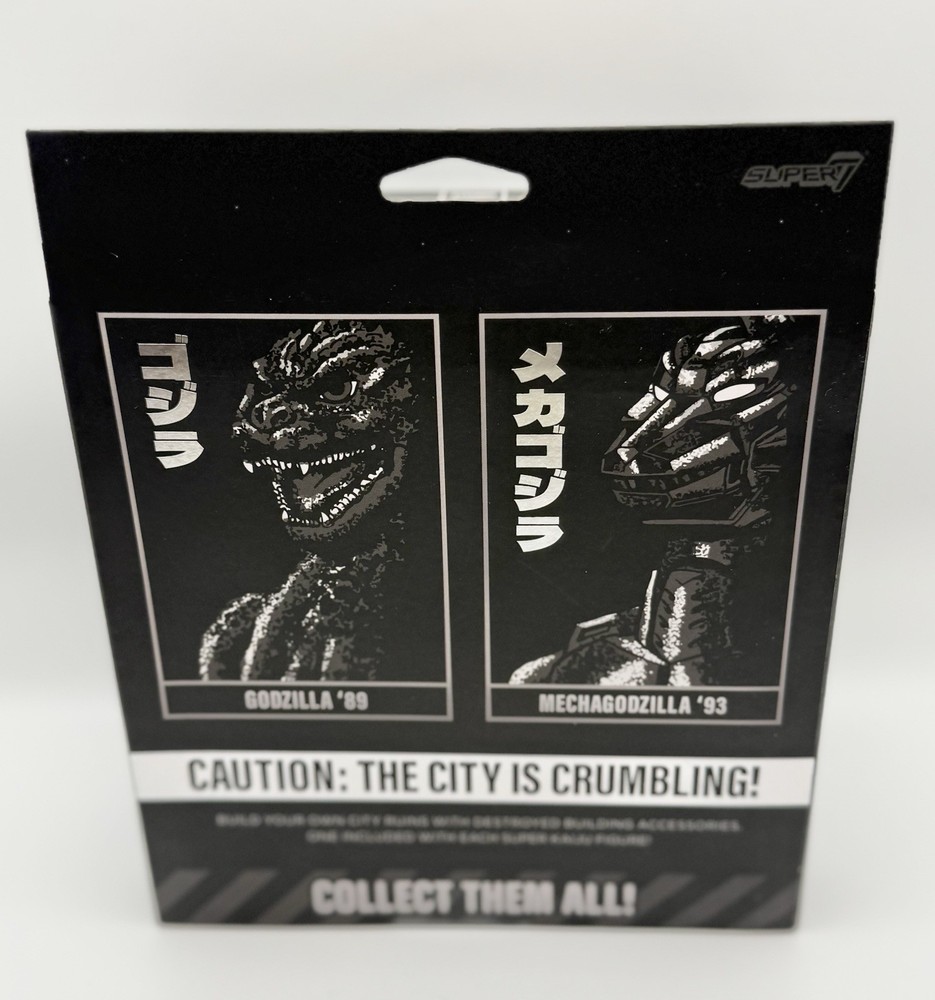 SUPER7
ゴジラ
メカゴジラ
GODZILLA '89
MECHAGODZILLA '93
CAUTION: THE CITY IS CRUMBLING!
BUILD YOUR OWN CITY RUINS WITH DESTROYED BUILDING ACCESSORIES.
ONE INCLUDED WITH EACH SUPER KAIJU FIGURE!
COLLECT THEM ALL!